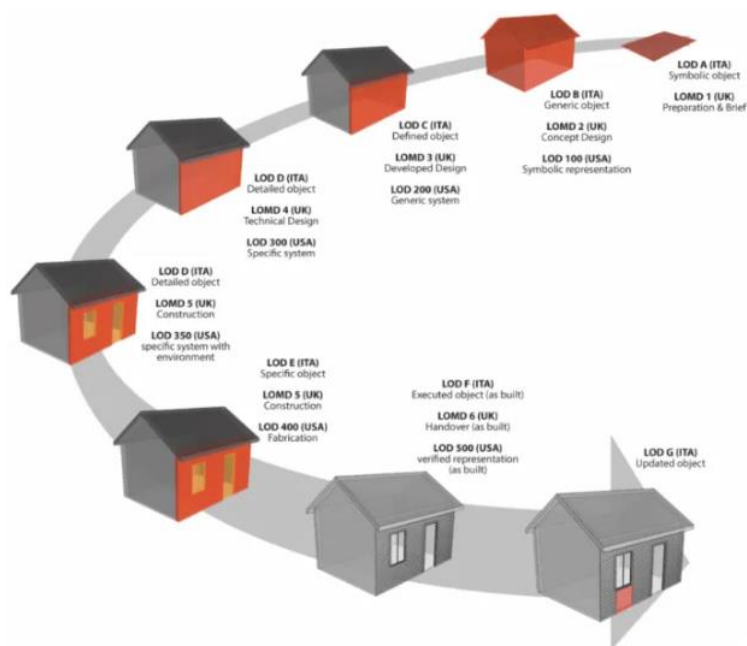 LOD A (ITA)
Symbolic object
LOMD 1 (UK)
Preparation & Brief
LOD B (ITA)
Generic object
LOMD 2 (UK)
Concept Design
LOD 100 (USA)
Symbolic representation
LOD C (ITA)
Defined object
LOMD 3 (UK)
Developed Design
LOD 200 (USA)
Generic system
LOD D (ITA)
Detailed object
LOMD 4 (UK)
Technical Design
LOD 300 (USA)
Specific system
LOD D (ITA)
Detailed object
LOMD 5 (UK)
Construction
LOD 350 (USA)
specific system with
environment
LOD E (ITA)
Specific object
LOMD 5 (UK)
Construction
LOD 400 (USA)
Fabrication
LOD F (ITA)
Executed object (as built)
LOMD 6 (UK)
Handover (as built)
LOD 500 (USA)
verified representation
(as built)
LOD G (ITA)
Updated object